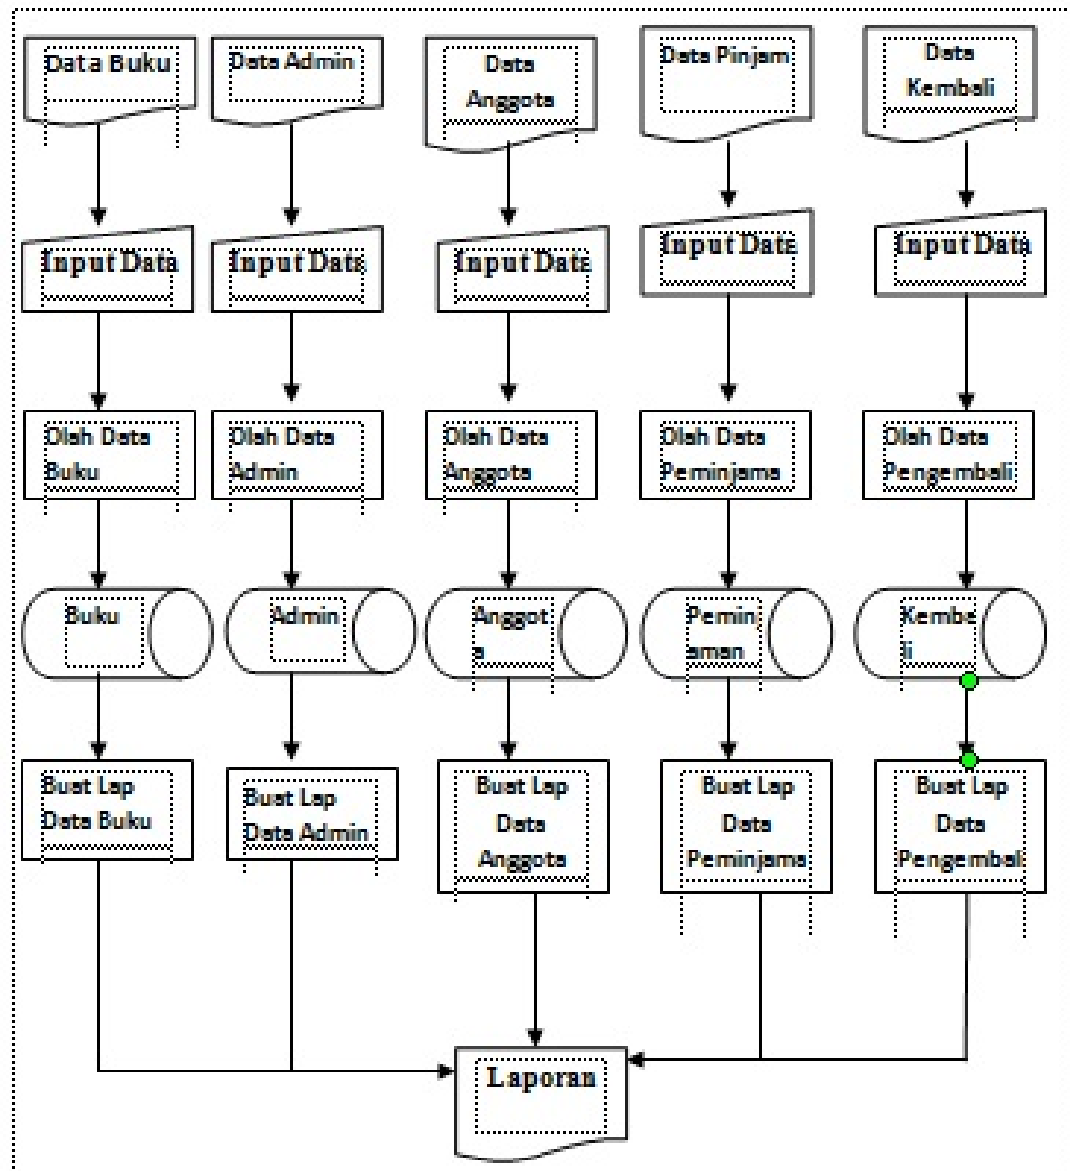 Data Buku
Data Admin
Data
Anggota
Data Pinjam
Data
Kembali
Input Data
Input Data
Input Data
Input Data
Input Data
Olah Data
Buku
Olah Data
Admin
Olah Data
Anggota
Olah Data
Peminjama
Olah Data
Pengembali
Buku
Admin
Anggot
a
Pemin
aman
Kemba
li
Buat Lap
Data Buku
Buat Lap
Data Admin
Buat Lap
Data
Anggota
Buat Lap
Data
Peminjama
Buat Lap
Data
Pengembali
Laporan